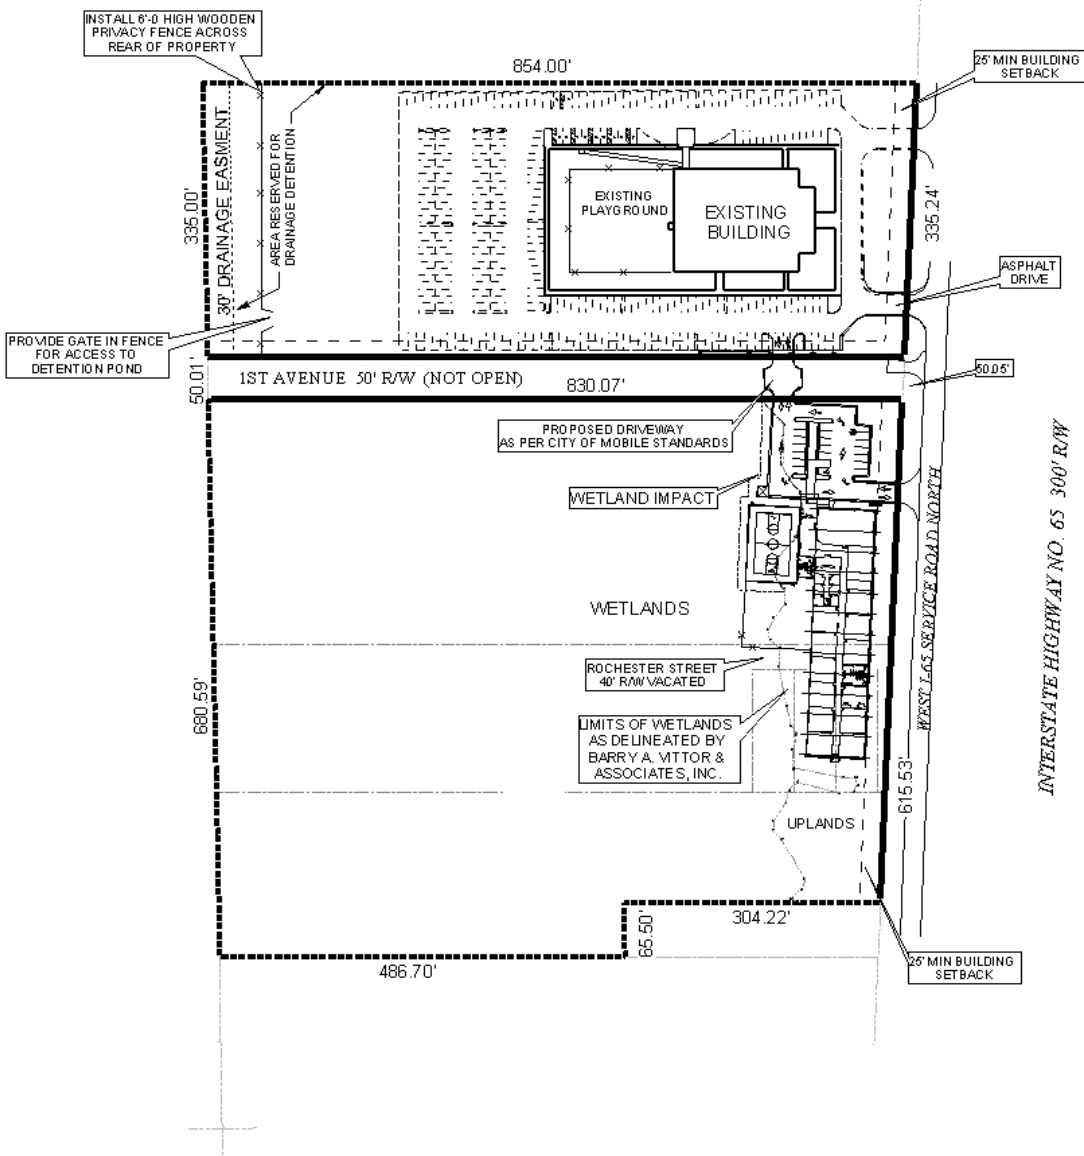 INSTALL 6'-0 HIGH WOODEN
PRIVACY FENCE ACROSS
REAR OF PROPERTY
854.00'
25' MIN BUILDING
SETBACK
30' DRAINAGE EASMENT
AREA RESERVED FOR
DRAINAGE DETENTION
335.00'
EXISTING
PLAYGROUND
EXISTING
BUILDING
335.24'
ASPHALT
DRIVE
PROVIDE GATE IN FENCE
FOR ACCESS TO
DETENTION POND
50.01'
1ST AVENUE 50' R/W (NOT OPEN)
830.07'
50.05'
PROPOSED DRIVEWAY
AS PER CITY OF MOBILE STANDARDS
WETLAND IMPACT
WETLANDS
ROCHESTER STREET
40' R/W VACATED
LIMITS OF WETLANDS
AS DELINEATED BY
BARRY A. VITTOR &
ASSOCIATES, INC.
680.59'
WEST I-65 SERVICE ROAD NORTH
INTERSTATE HIGHWAY NO. 65 300' R/W
615.53'
UPLANDS
304.22'
65.50'
486.70'
25' MIN BUILDING
SETBACK